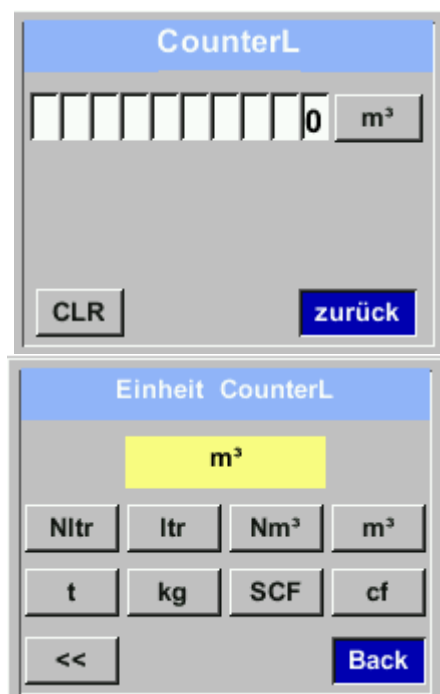 CounterL
0 m³
CLR zurück
Einheit CounterL
m³
Nltr ltr Nm³ m³
t kg SCF cf
<< Back